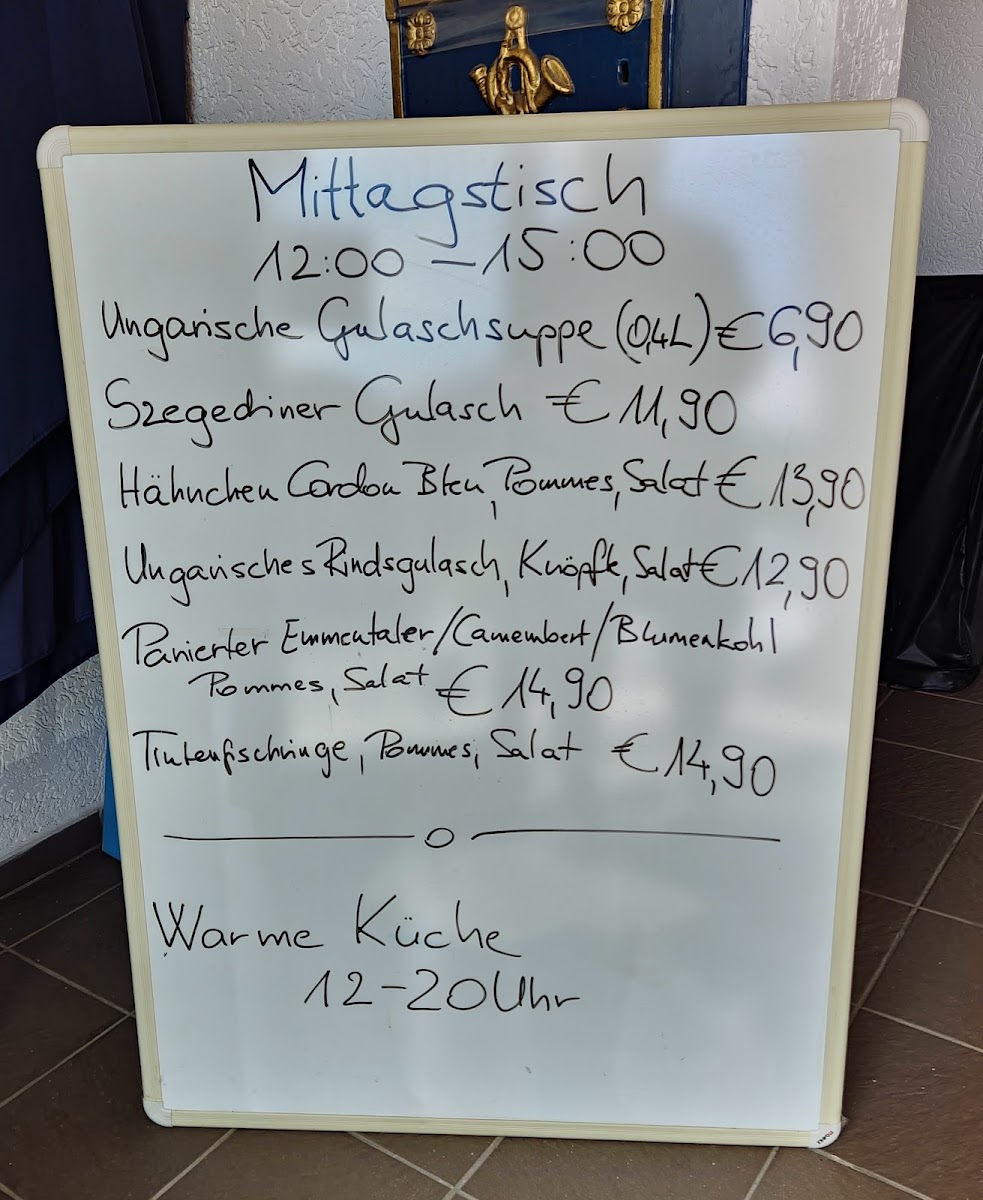 Mittagstisch
12:00 – 15:00
Ungarische Gulaschsuppe (0,4L) € 6,90
Szegediner Gulasch € 11,90
Hähnchen Cordon Bleu, Pommes, Salat € 13,90
Ungarisches Rindsgulasch, Knöpfle, Salat € 12,90
Panierter Emmentaler/Camembert/Blumenkohl
Pommes, Salat € 14,90
Tintenfischringe, Pommes, Salat € 14,90
Warme Küche
12-20 Uhr